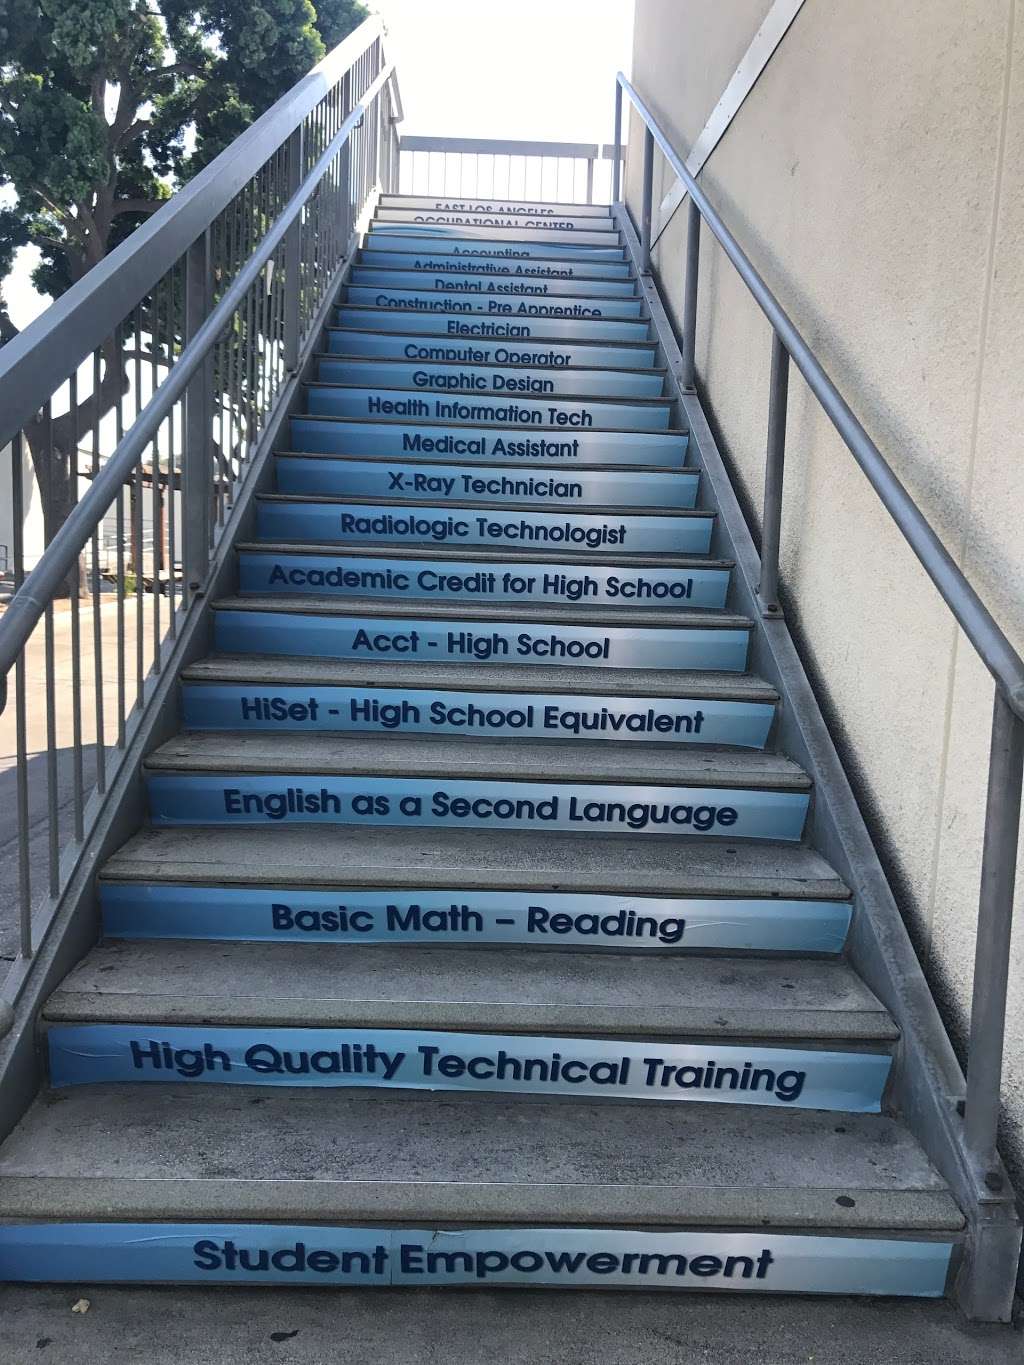 EAST LOS ANGELES
OCCUPATIONAL CENTER
Accounting
Administrative Assistant
Dental Assistant
Construction - Pre Apprentice
Electrician
Computer Operator
Graphic Design
Health Information Tech
Medical Assistant
X-Ray Technician
Radiologic Technologist
Academic Credit for High School
Acct - High School
HiSet - High School Equivalent
English as a Second Language
Basic Math – Reading
High Quality Technical Training
Student Empowerment